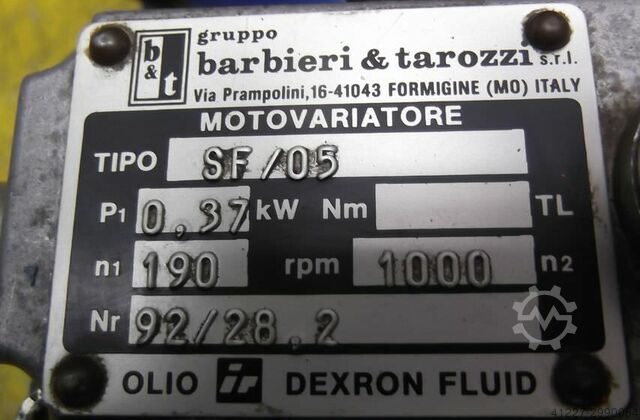 b&t
gruppo
barbieri & tarozzi s.r.l.
Via Prampolini,16-41043 FORMIGINE (MO) ITALY
MOTOVARIATORE
TIPO SF/05
P1 0,37 kW Nm TL
n1 190 rpm 1000 n2
Nr 92/28,2
OLIO DEXRON FLUID